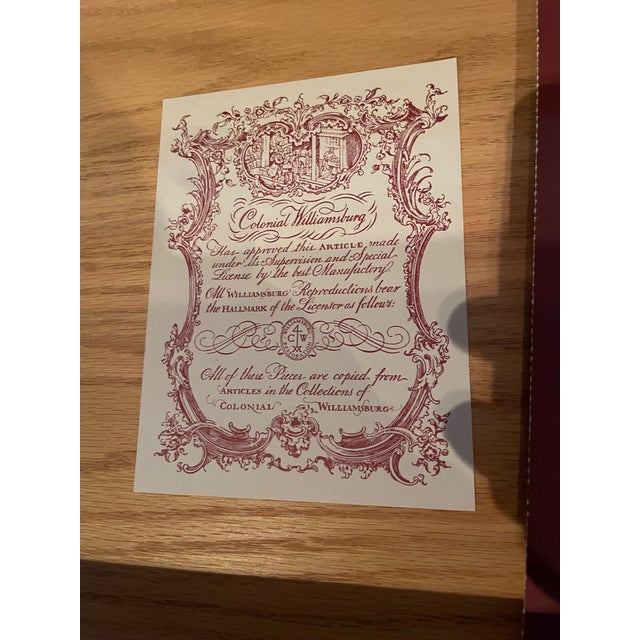 Colonial Williamsburg
Has approved this ARTICLE made
under its Supervision and Special
License by the best Manufactory.
All WILLIAMSBURG Reproductions bear
the HALLMARK of the Licensor as follows:
WILLIAMSBURG
CW
RESTORATION
All of these Pieces are copied from
ARTICLES in the Collections of
COLONIAL WILLIAMSBURG